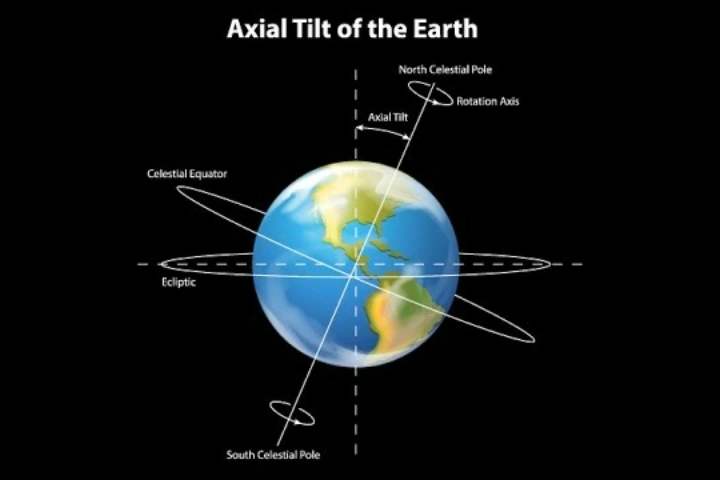 Axial Tilt of the Earth
North Celestial Pole
Rotation Axis
Axial Tilt
Celestial Equator
Ecliptic
South Celestial Pole